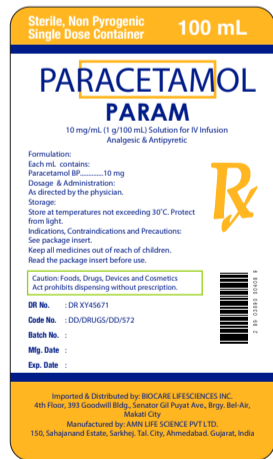 Sterile, Non Pyrogenic
Single Dose Container
100 mL
PARACETAMOL
PARAM
10 mg/mL (1 g/100 mL) Solution for IV Infusion
Analgesic & Antipyretic
Formulation:
Each mL contains:
Paracetamol BP.............10 mg
Dosage & Administration:
As directed by the physician.
Storage:
Store at temperatures not exceeding 30˚C. Protect
from light.
Indications, Contraindications and Precautions:
See package insert.
Keep all medicines out of reach of children.
Read the package insert before use.
Rx
Caution: Foods, Drugs, Devices and Cosmetics
Act prohibits dispensing without prescription.
DR No. : DR XY45671
Code No. : DD/DRUGS/DD/572
Batch No. :
Mfg. Date :
Exp. Date :
Imported & Distributed by: BIOCARE LIFESCIENCES INC.
4th Floor, 393 Goodwill Bldg., Senator Gil Puyat Ave., Brgy. Bel-Air,
Makati City
Manufactured by: AMN LIFE SCIENCE PVT LTD.
150, Sahajanand Estate, Sarkhej. Tal. City, Ahmedabad. Gujarat, India